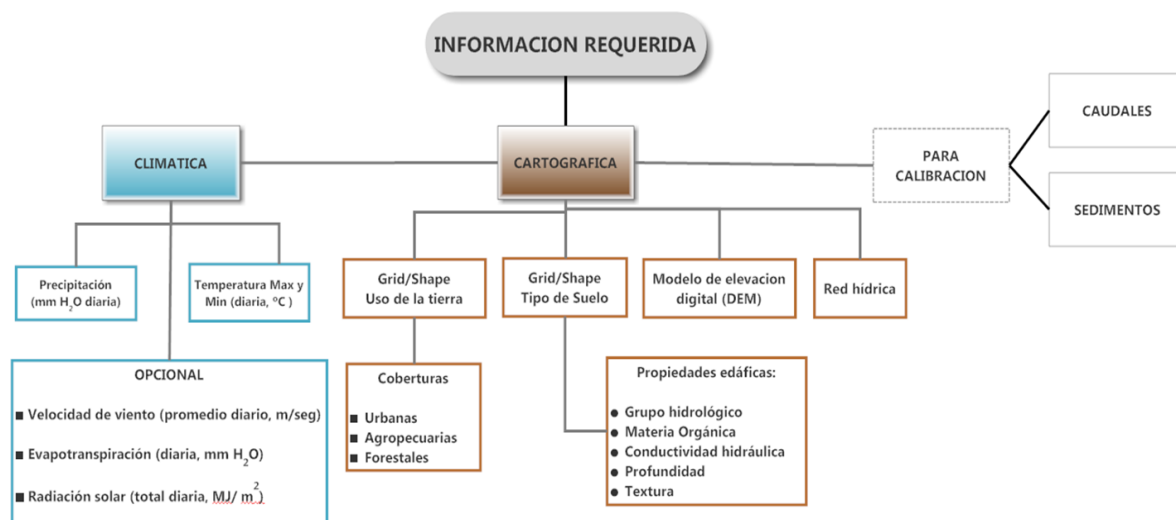 INFORMACION REQUERIDA
CLIMATICA
CARTOGRAFICA
PARA
CALIBRACION
CAUDALES
SEDIMENTOS
Precipitación
(mm H₂O diaria)
Temperatura Max y
Min (diaria, ºC )
Grid/Shape
Uso de la tierra
Grid/Shape
Tipo de Suelo
Modelo de elevacion
digital (DEM)
Red hídrica
OPCIONAL
■ Velocidad de viento (promedio diario, m/seg)
■ Evapotranspiración (diaria, mm H₂O)
■ Radiación solar (total diaria, MJ/ m²)
Coberturas
■ Urbanas
■ Agropecuarias
■ Forestales
Propiedades edáficas:
● Grupo hidrológico
● Materia Orgánica
● Conductividad hidráulica
● Profundidad
● Textura